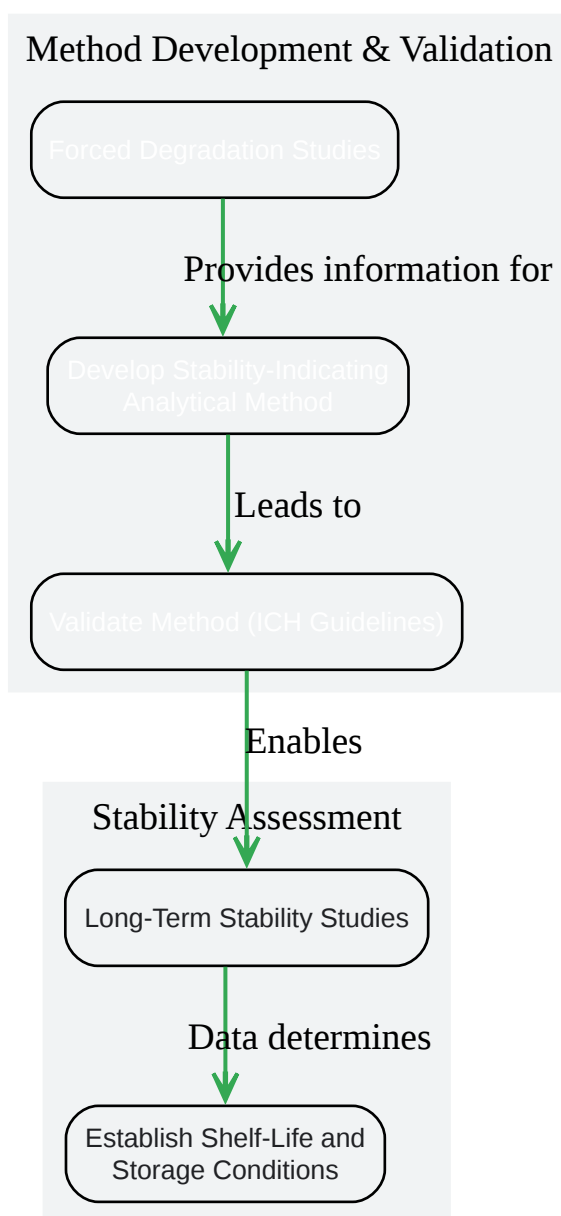 Method Development & Validation
Forced Degradation Studies
Provides information for
Develop Stability-Indicating
Analytical Method
Leads to
Validate Method (ICH Guidelines)
Enables
Stability Assessment
Long-Term Stability Studies
Data determines
Establish Shelf-Life and
Storage Conditions